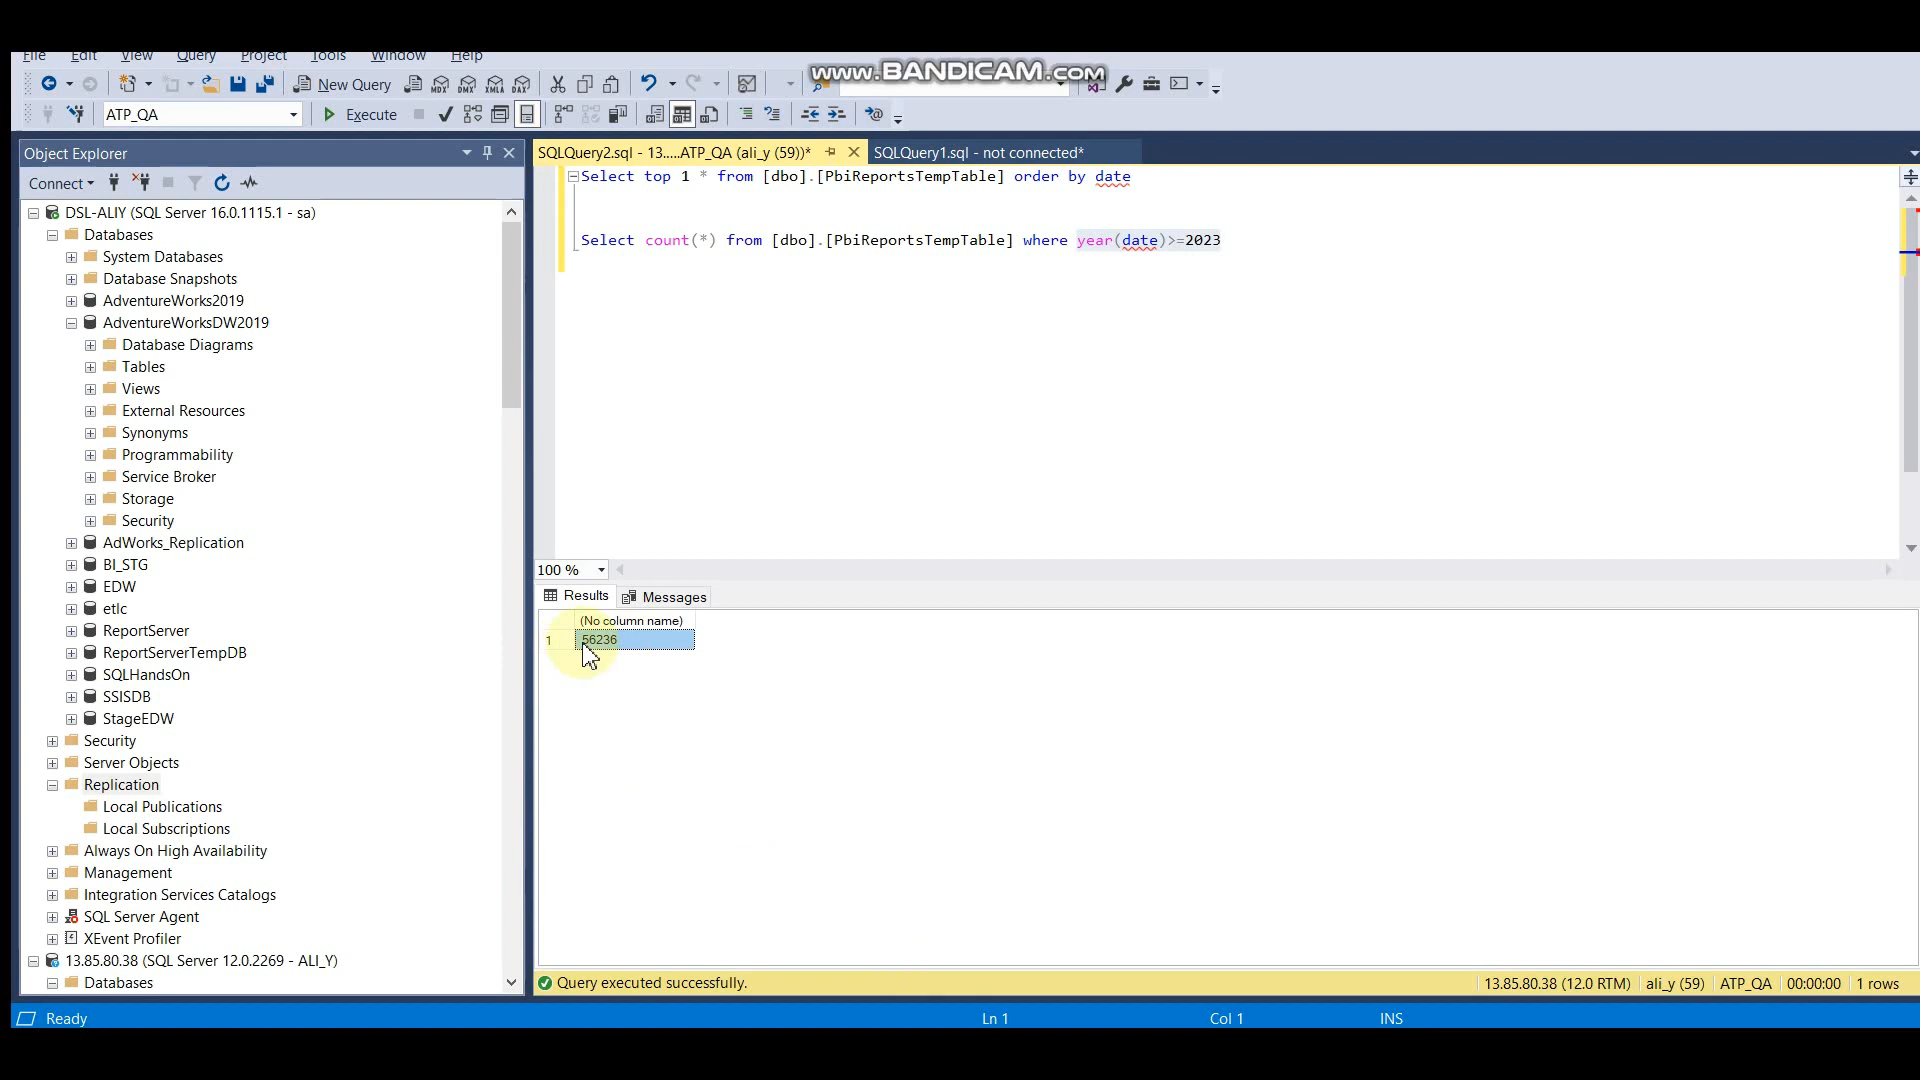 File Edit View Query Project Tools Window Help
www.BANDICAM.com
New Query
MDX DMX XMLA DAX
ATP_QA
Execute
Object Explorer
SQLQuery2.sql - 13.....ATP_QA (ali_y (59))*
SQLQuery1.sql - not connected*
Connect
Select top 1 * from [dbo].[PbiReportsTempTable] order by date
Select count(*) from [dbo].[PbiReportsTempTable] where year(date)>=2023
DSL-ALIY (SQL Server 16.0.1115.1 - sa)
Databases
System Databases
Database Snapshots
AdventureWorks2019
AdventureWorksDW2019
Database Diagrams
Tables
Views
External Resources
Synonyms
Programmability
Service Broker
Storage
Security
AdWorks_Replication
BI_STG
EDW
etlc
ReportServer
ReportServerTempDB
SQLHandsOn
SSISDB
StageEDW
Security
Server Objects
Replication
Local Publications
Local Subscriptions
Always On High Availability
Management
Integration Services Catalogs
SQL Server Agent
XEvent Profiler
13.85.80.38 (SQL Server 12.0.2269 - ALI_Y)
Databases
100 %
Results Messages
(No column name)
1 56236
Query executed successfully.
13.85.80.38 (12.0 RTM) ali_y (59) ATP_QA 00:00:00 1 rows
Ready Ln 1 Col 1 INS